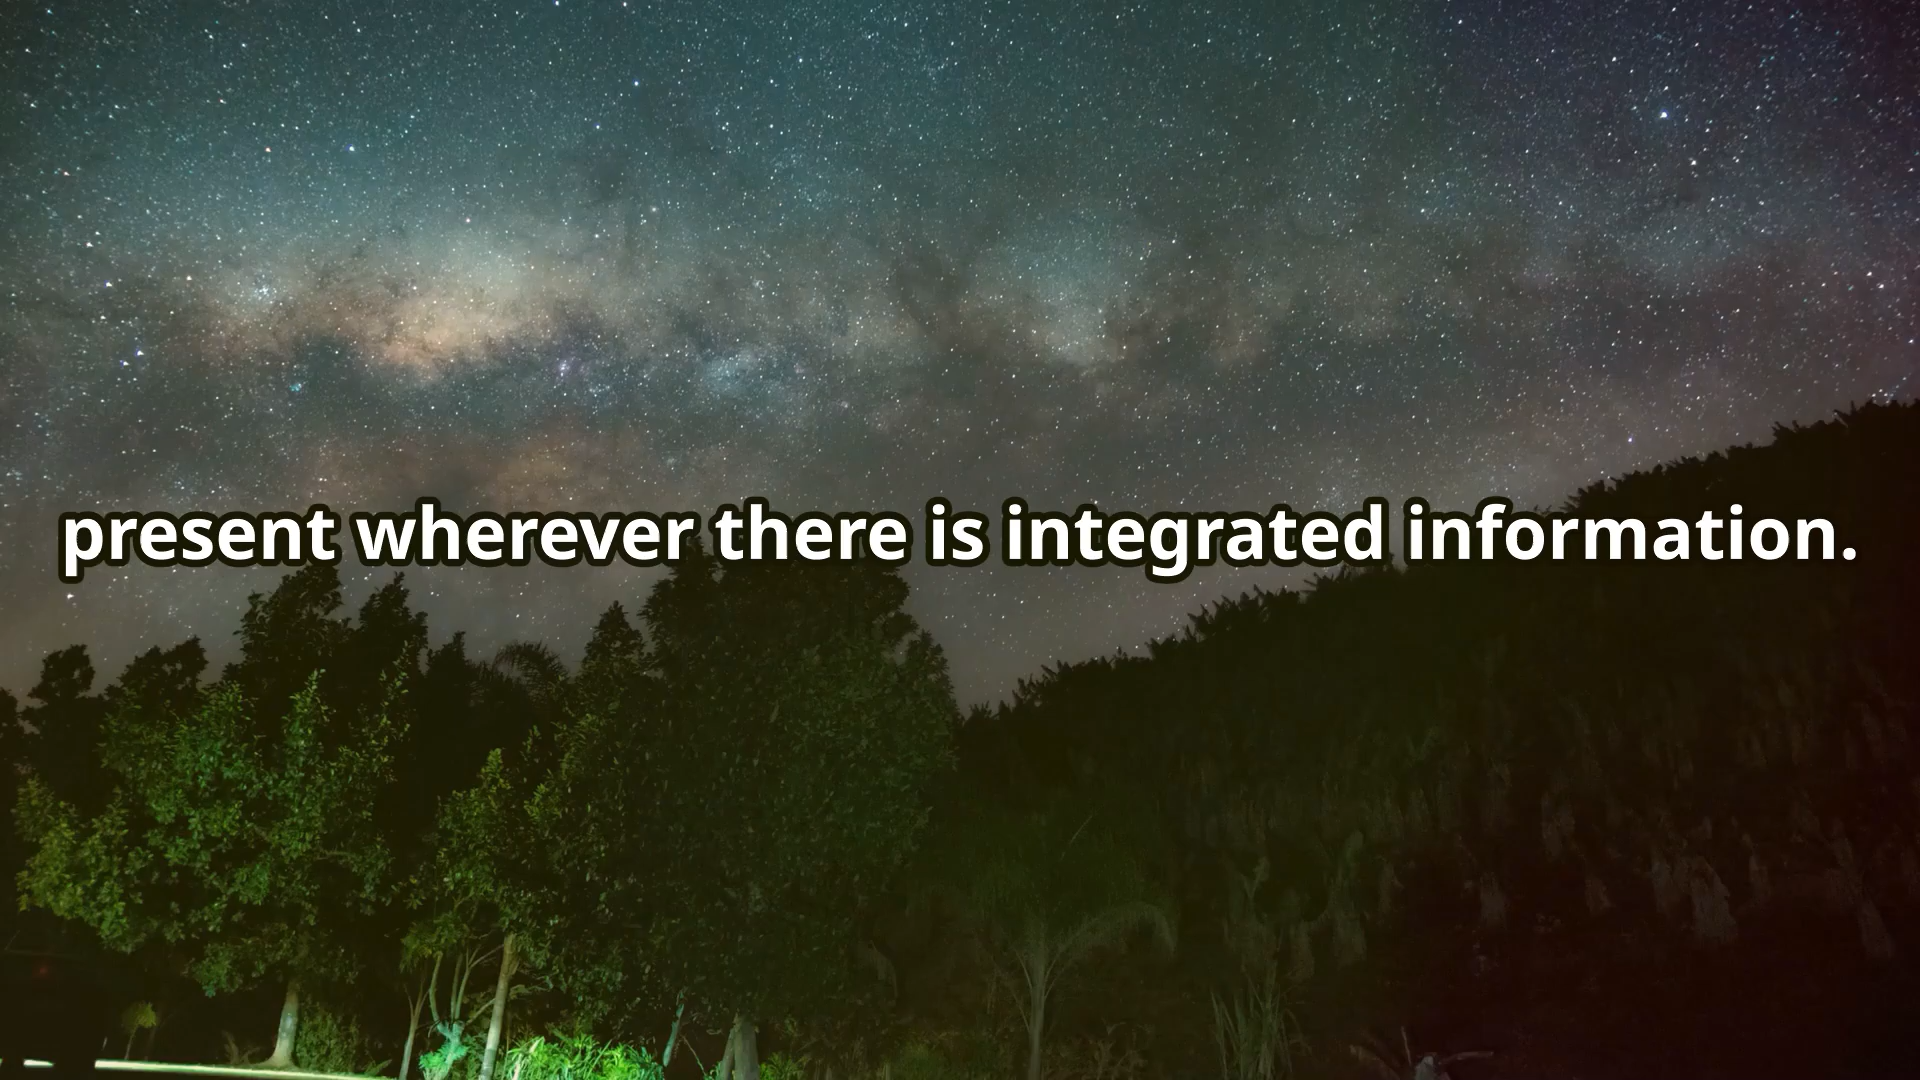 present wherever there is integrated information.